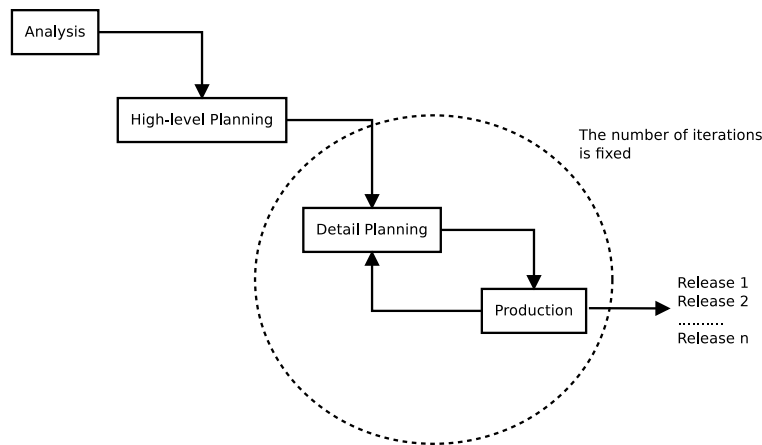 Analysis
High-level Planning
The number of iterations
is fixed
Detail Planning
Production
Release 1
Release 2
..........
Release n